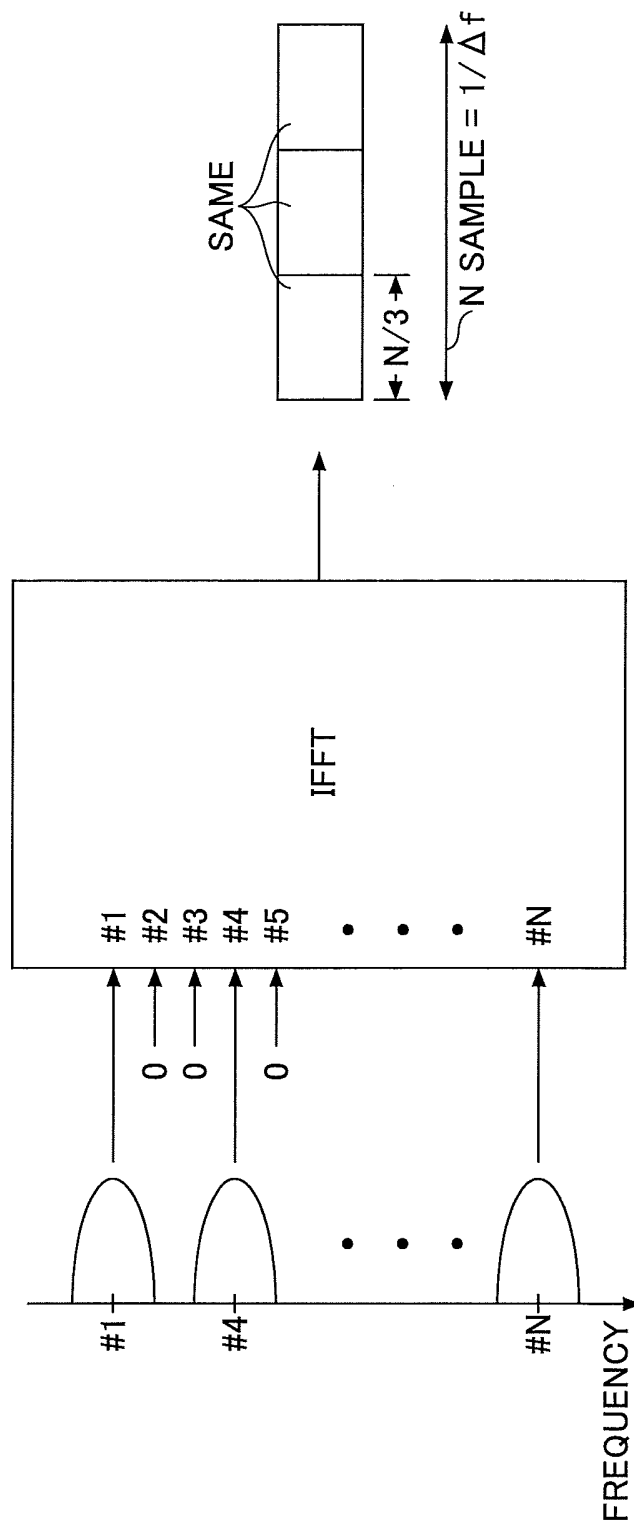 FREQUENCY
#1
#4
#N
0
0
0
#1
#2
#3
#4
#5
#N
IFFT
SAME
N/3
N SAMPLE = 1/Δf